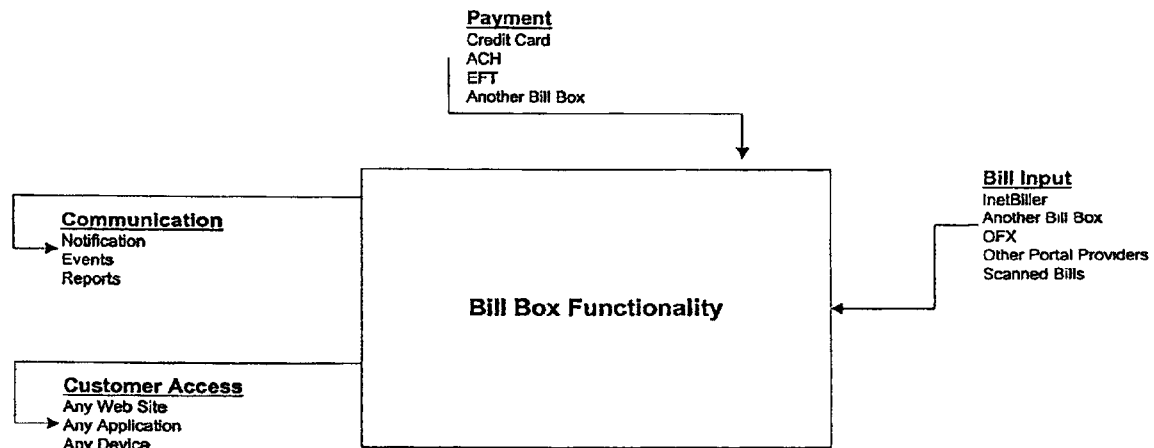 Payment
Credit Card
ACH
EFT
Another Bill Box
Bill Input
InetBiller
Another Bill Box
OFX
Other Portal Providers
Scanned Bills
Communication
Notification
Events
Reports
Bill Box Functionality
Customer Access
Any Web Site
Any Application
Any Device